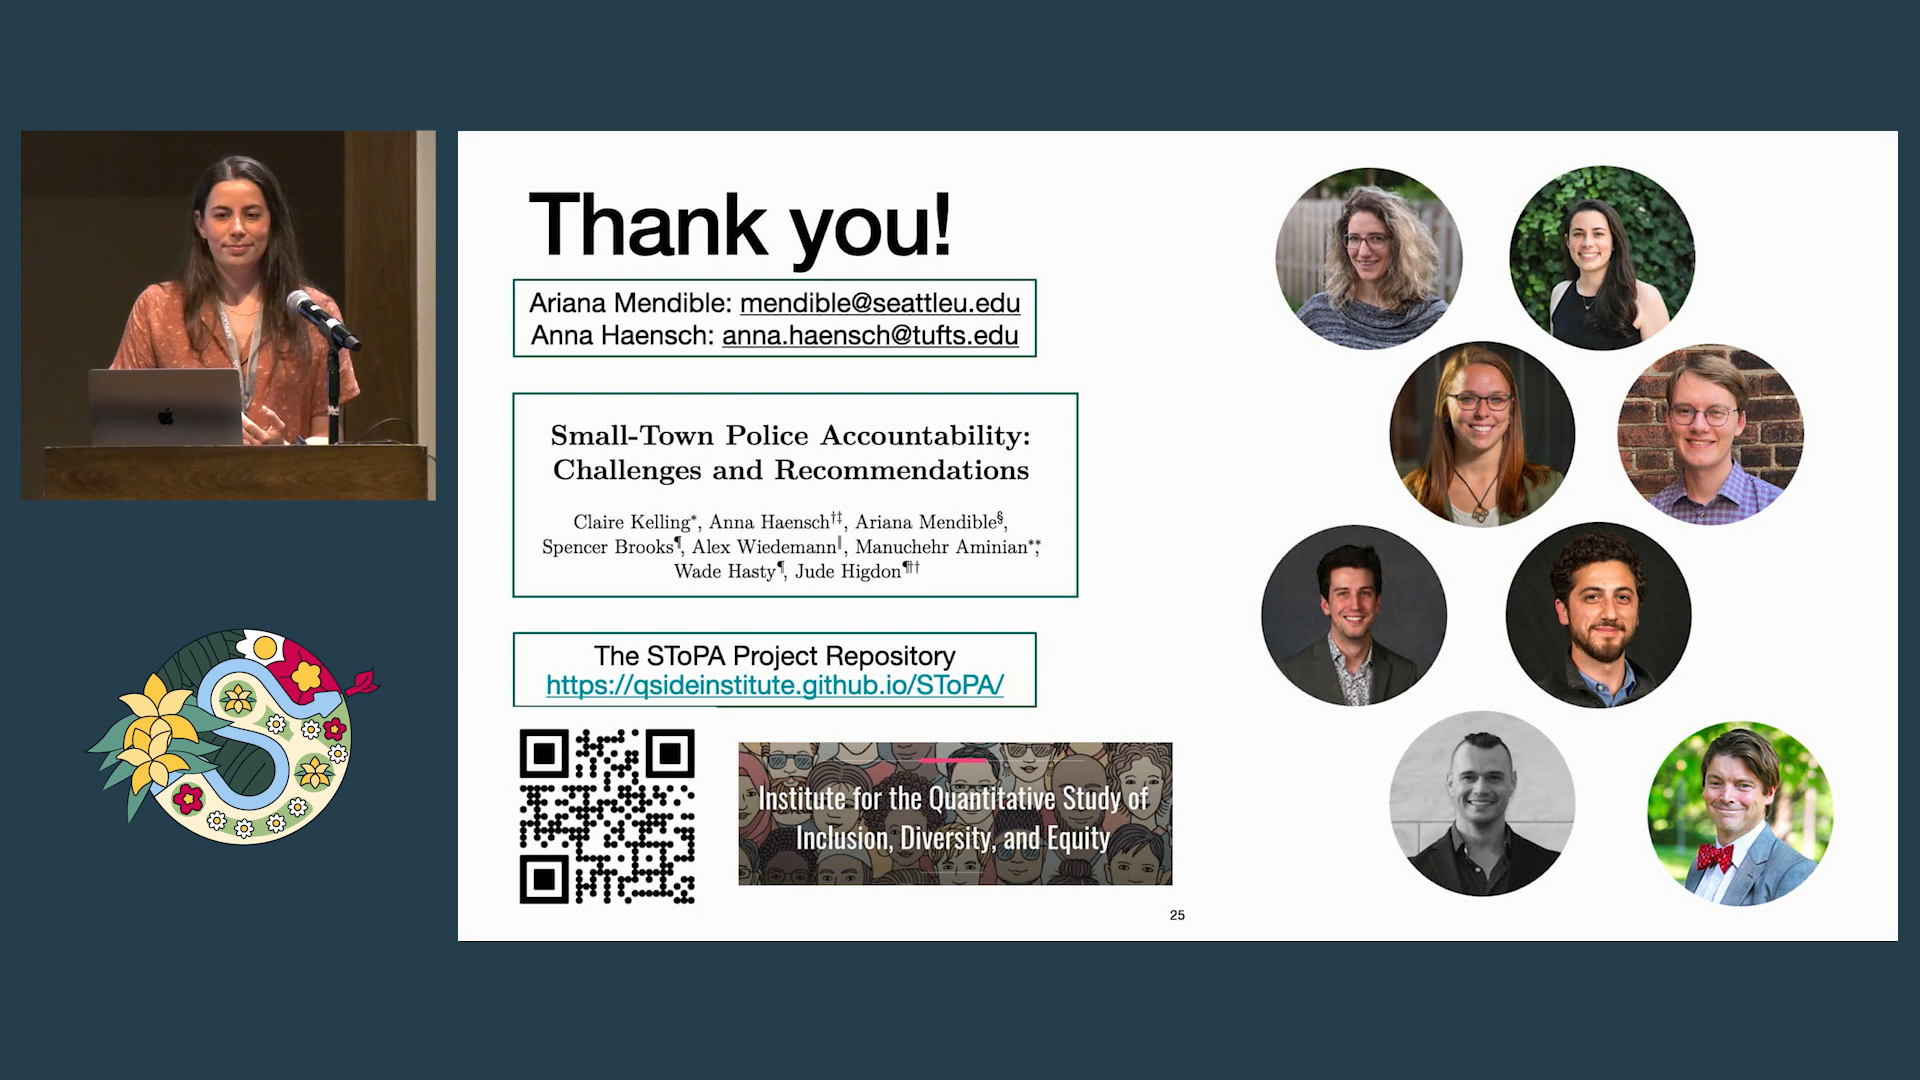 Thank you!
Ariana Mendible: mendible@seattleu.edu
Anna Haensch: anna.haensch@tufts.edu
Small-Town Police Accountability:
Challenges and Recommendations
Claire Kelling*, Anna Haensch†‡, Ariana Mendible§,
Spencer Brooks¶, Alex Wiedemann‖, Manuchehr Aminian**,
Wade Hasty¶, Jude Higdon¶††
The SToPA Project Repository
https://qsideinstitute.github.io/SToPA/
Institute for the Quantitative Study of
Inclusion, Diversity, and Equity
25